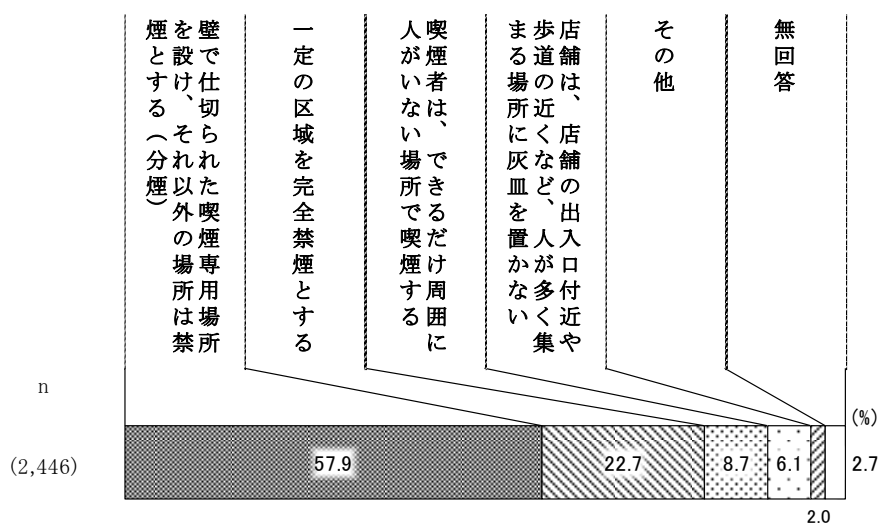 壁で仕切られた喫煙専用場所
を設け、それ以外の場所は禁
煙とする（分煙）
一定の区域を完全禁煙とする
喫煙者は、できるだけ周囲に
人がいない場所で喫煙する
店舗は、店舗の出入口付近や
歩道の近くなど、人が多く集
まる場所に灰皿を置かない
その他
無回答
n
(%)
(2,446)
57.9
22.7
8.7
6.1
2.7
2.0